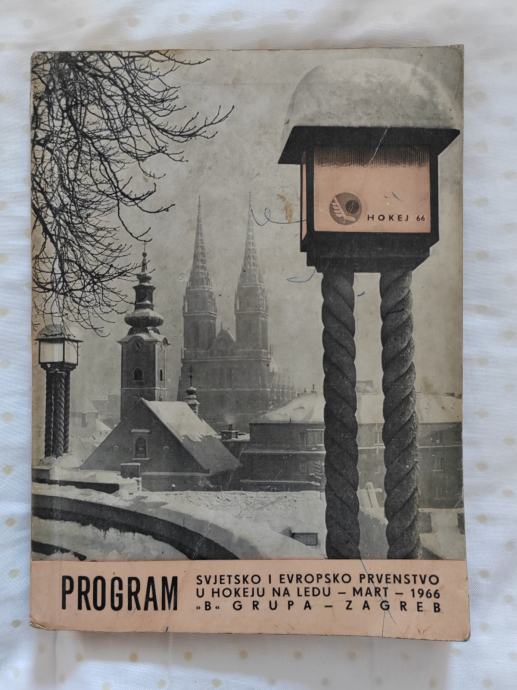 HOKEJ 66
PROGRAM
SVJETSKO I EVROPSKO PRVENSTVO
U HOKEJU NA LEDU – MART – 1966
„B“ GRUPA – ZAGREB